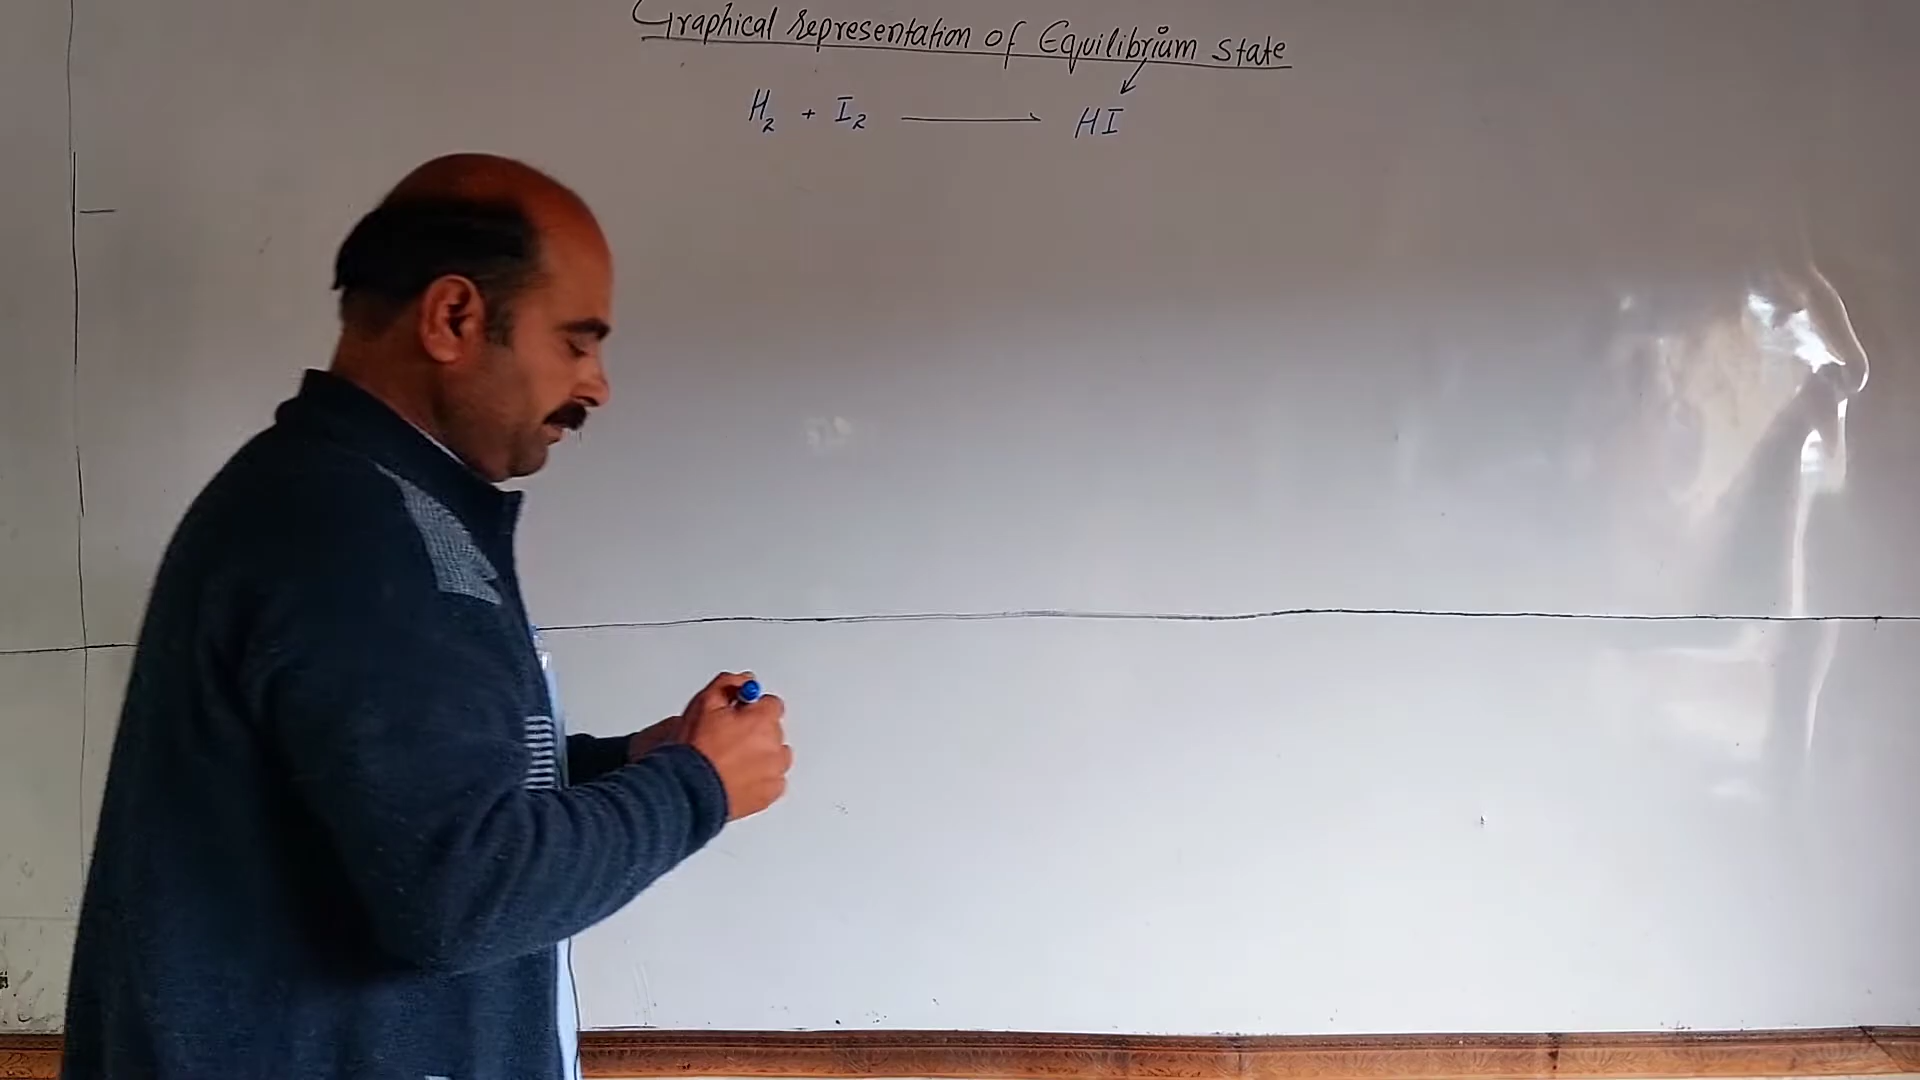 Graphical representation of Equilibrium state
H₂ + I₂ ⟶ HI